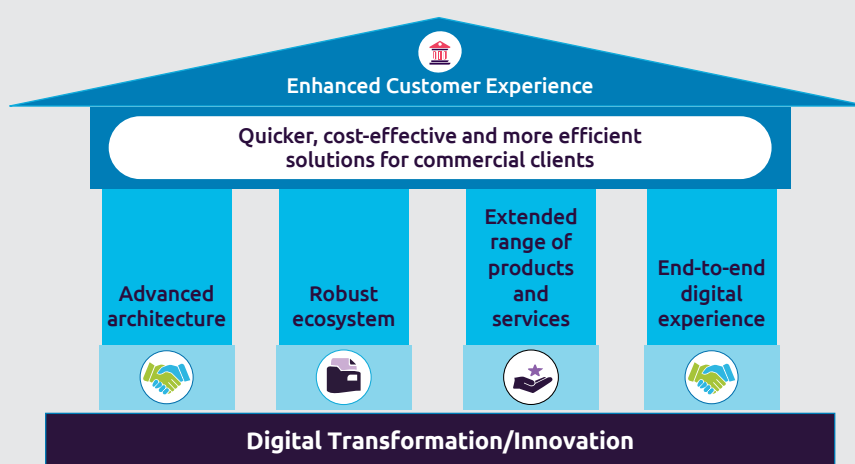 Enhanced Customer Experience
Quicker, cost-effective and more efficient
solutions for commercial clients
Advanced
architecture
Robust
ecosystem
Extended
range of
products
and
services
End-to-end
digital
experience
Digital Transformation/Innovation